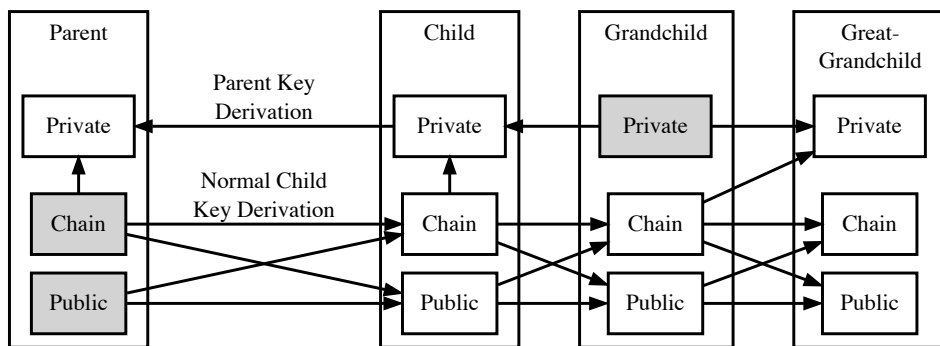 Parent
Child
Grandchild
Great-
Grandchild
Parent Key
Derivation
Private
Private
Private
Private
Normal Child
Key Derivation
Chain
Chain
Chain
Chain
Public
Public
Public
Public